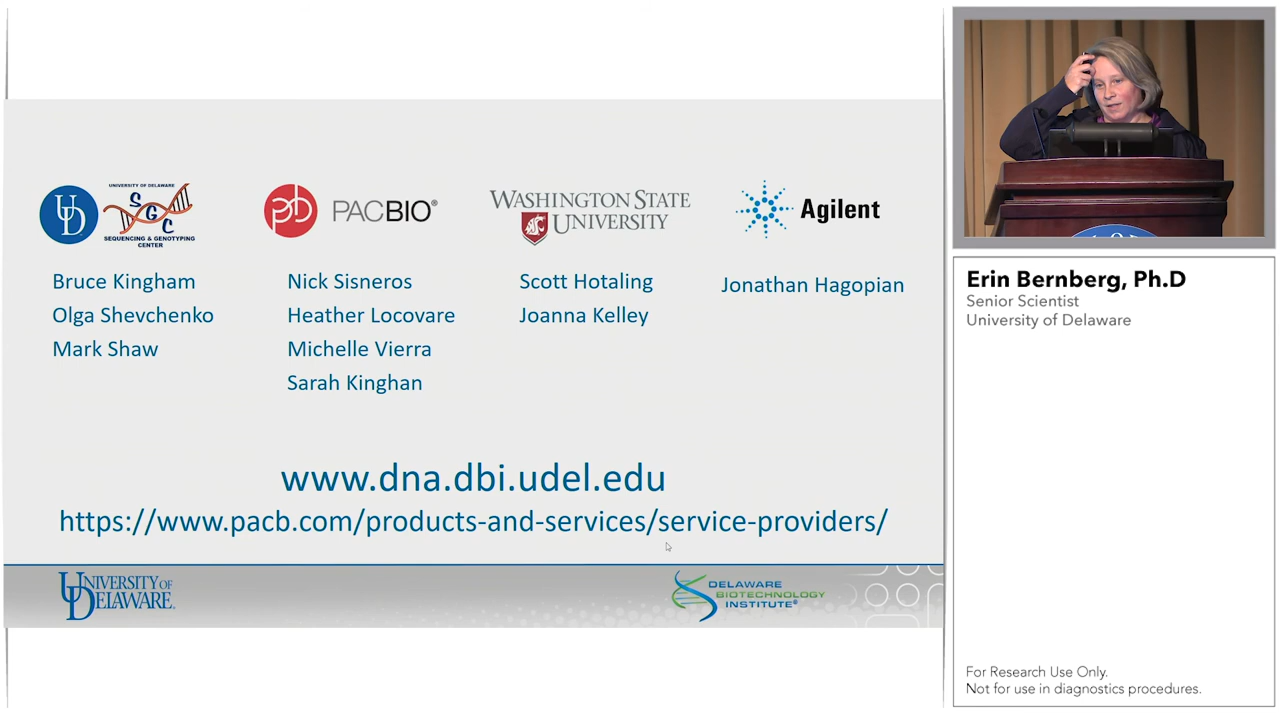 UD
UNIVERSITY OF DELAWARE
SGC
SEQUENCING & GENOTYPING
CENTER
Bruce Kingham
Olga Shevchenko
Mark Shaw
pb
PACBIO®
Nick Sisneros
Heather Locovare
Michelle Vierra
Sarah Kinghan
WASHINGTON STATE
UNIVERSITY
Scott Hotaling
Joanna Kelley
Agilent
Jonathan Hagopian
www.dna.dbi.udel.edu
https://www.pacb.com/products-and-services/service-providers/
UNIVERSITY OF
DELAWARE
DELAWARE
BIOTECHNOLOGY
INSTITUTE®
Erin Bernberg, Ph.D
Senior Scientist
University of Delaware
For Research Use Only.
Not for use in diagnostics procedures.